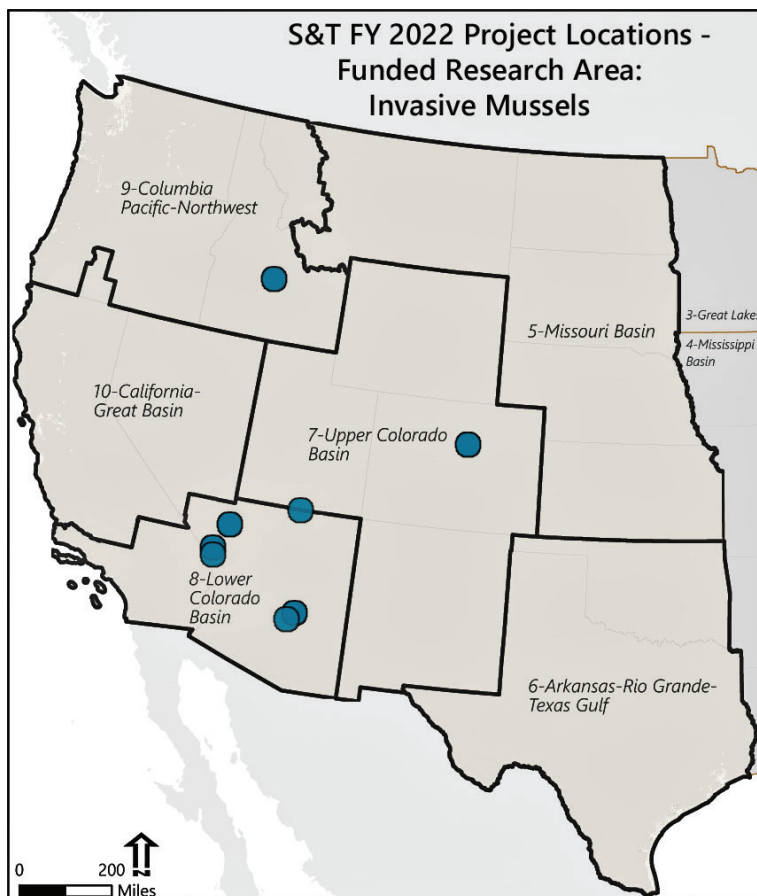 S&T FY 2022 Project Locations -
Funded Research Area:
Invasive Mussels
9-Columbia
Pacific-Northwest
5-Missouri Basin
3-Great Lakes
4-Mississippi
Basin
10-California-
Great Basin
7-Upper Colorado
Basin
8-Lower
Colorado
Basin
6-Arkansas-Rio Grande-
Texas Gulf
N
0 200
Miles